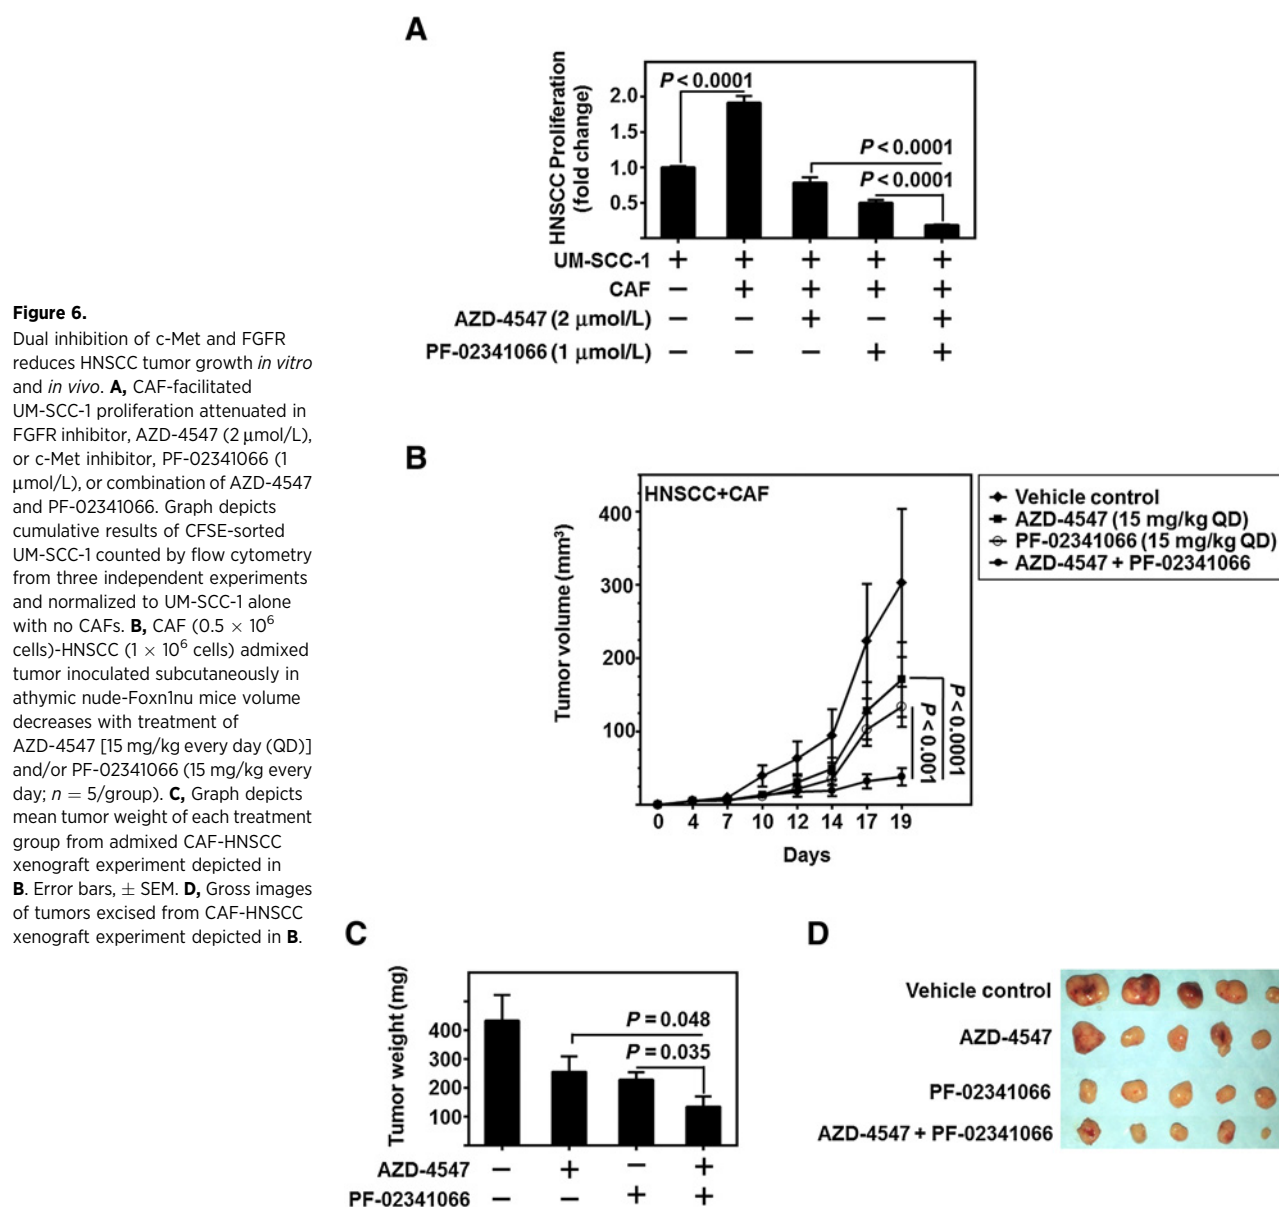 A
HNSCC Proliferation
(fold change)
2.0
1.5
1.0
0.5
P < 0.0001
P < 0.0001
P < 0.0001
UM-SCC-1 + + + + +
CAF − + + + +
AZD-4547 (2 μmol/L) − − + − +
PF-02341066 (1 μmol/L) − − − + +
Figure 6.
Dual inhibition of c-Met and FGFR
reduces HNSCC tumor growth in vitro
and in vivo. A, CAF-facilitated
UM-SCC-1 proliferation attenuated in
FGFR inhibitor, AZD-4547 (2 μmol/L),
or c-Met inhibitor, PF-02341066 (1
μmol/L), or combination of AZD-4547
and PF-02341066. Graph depicts
cumulative results of CFSE-sorted
UM-SCC-1 counted by flow cytometry
from three independent experiments
and normalized to UM-SCC-1 alone
with no CAFs. B, CAF (0.5 × 10⁶
cells)-HNSCC (1 × 10⁶ cells) admixed
tumor inoculated subcutaneously in
athymic nude-Foxn1nu mice volume
decreases with treatment of
AZD-4547 [15 mg/kg every day (QD)]
and/or PF-02341066 (15 mg/kg every
day; n = 5/group). C, Graph depicts
mean tumor weight of each treatment
group from admixed CAF-HNSCC
xenograft experiment depicted in
B. Error bars, ± SEM. D, Gross images
of tumors excised from CAF-HNSCC
xenograft experiment depicted in B.
B
HNSCC+CAF
Tumor volume (mm³)
400
300
200
100
0 4 7 10 12 14 17 19
Days
P < 0.001
P < 0.0001
Vehicle control
AZD-4547 (15 mg/kg QD)
PF-02341066 (15 mg/kg QD)
AZD-4547 + PF-02341066
C
Tumor weight (mg)
400
300
200
100
P = 0.048
P = 0.035
AZD-4547 − + − +
PF-02341066 − − + +
D
Vehicle control
AZD-4547
PF-02341066
AZD-4547 + PF-02341066